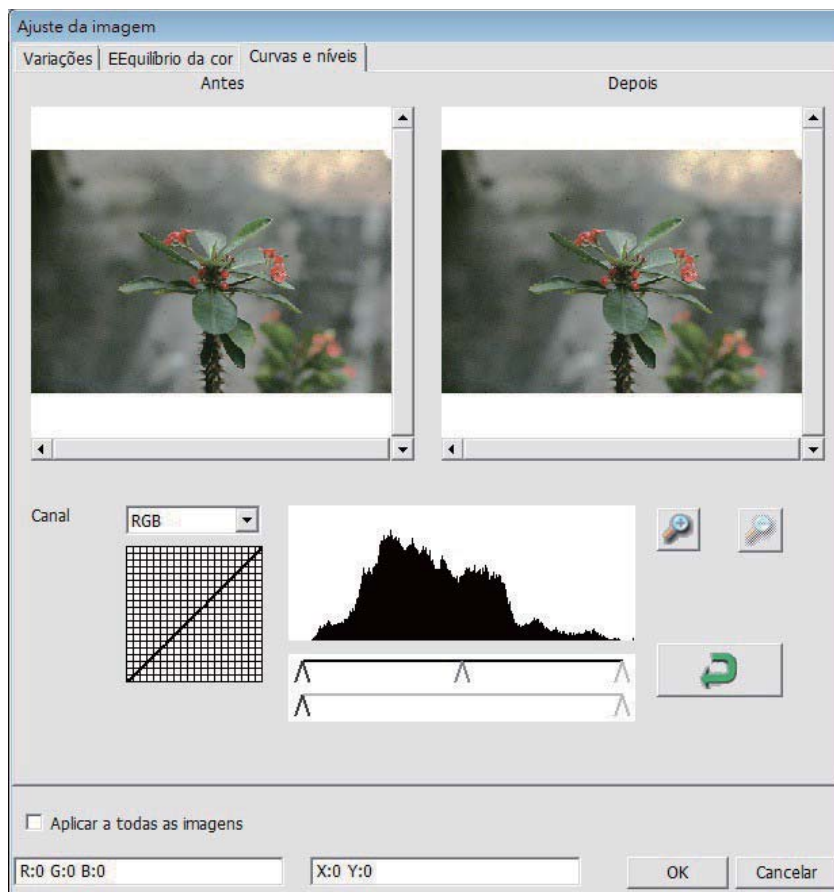 Ajuste da imagem
Variações EEquilíbrio da cor Curvas e níveis
Antes Depois
Canal RGB
Aplicar a todas as imagens
R:0 G:0 B:0 X:0 Y:0 OK Cancelar